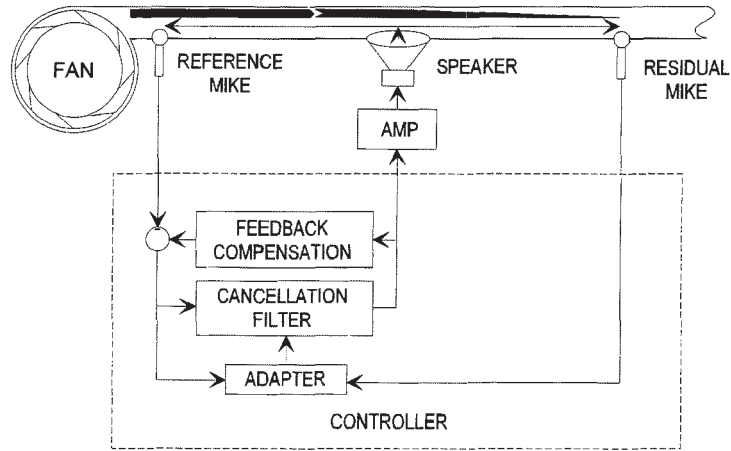 FAN
REFERENCE
MIKE
SPEAKER
RESIDUAL
MIKE
AMP
FEEDBACK
COMPENSATION
CANCELLATION
FILTER
ADAPTER
CONTROLLER